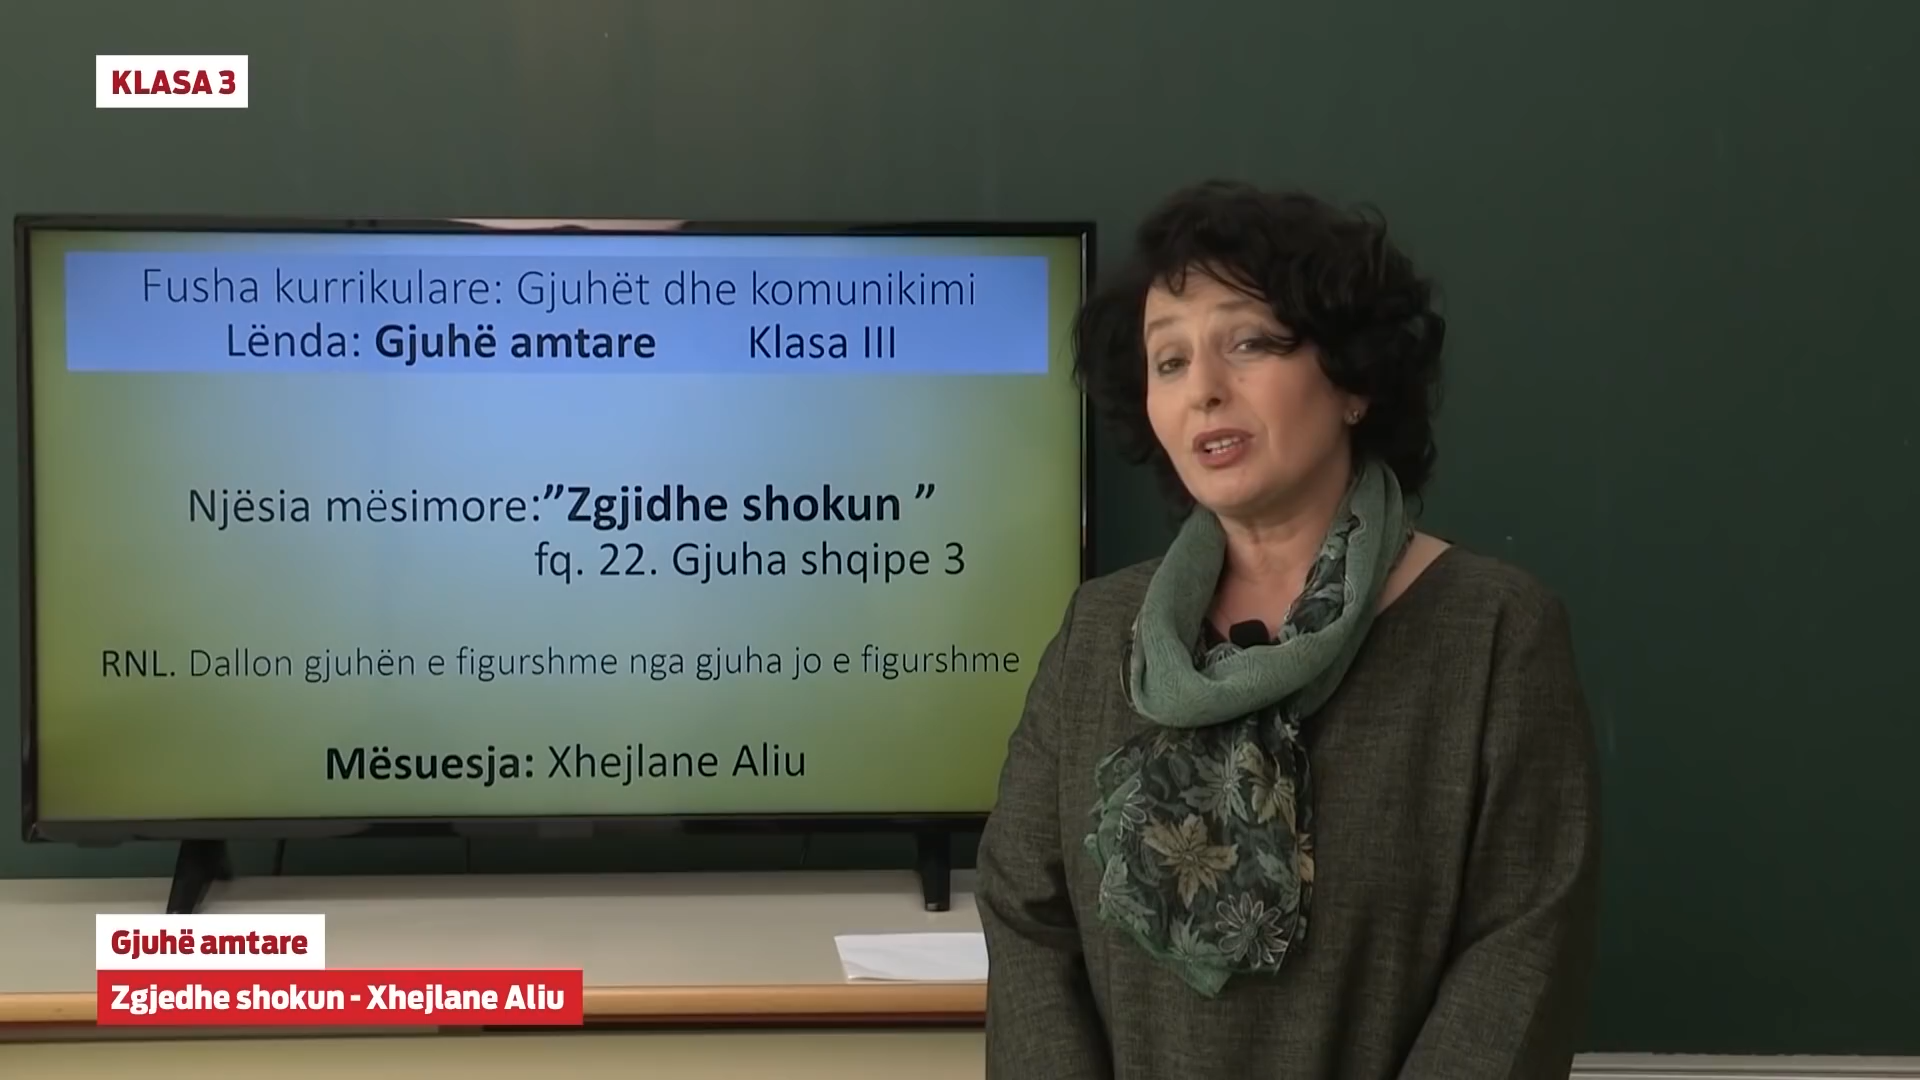 KLASA 3
Fusha kurrikulare: Gjuhët dhe komunikimi
Lënda: Gjuhë amtare Klasa III
Njësia mësimore:”Zgjidhe shokun ”
fq. 22. Gjuha shqipe 3
RNL. Dallon gjuhën e figurshme nga gjuha jo e figurshme
Mësuesja: Xhejlane Aliu
Gjuhë amtare
Zgjedhe shokun - Xhejlane Aliu